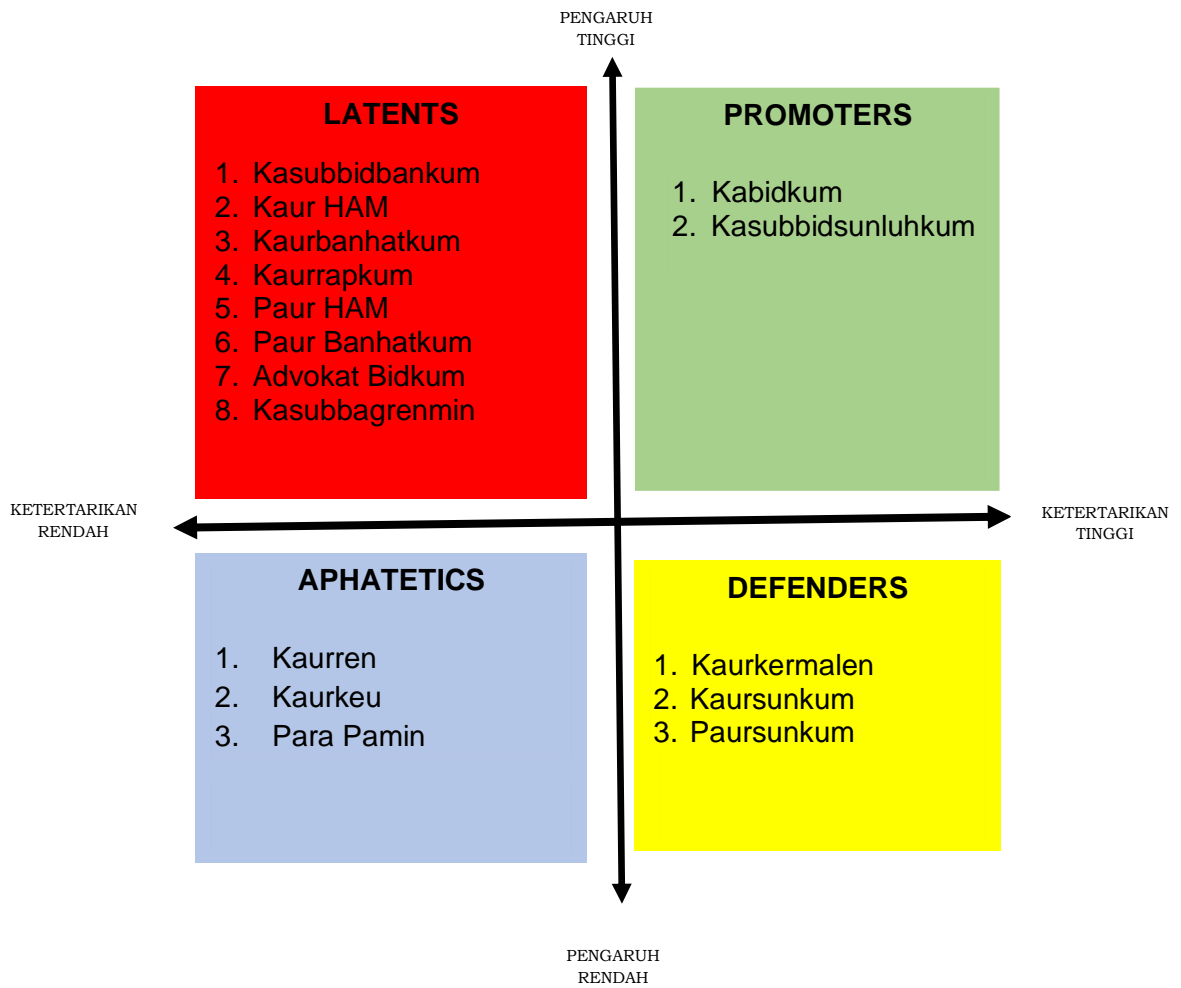 PENGARUH
TINGGI
LATENTS
1. Kasubbidbankum
2. Kaur HAM
3. Kaurbanhatkum
4. Kaurrapkum
5. Paur HAM
6. Paur Banhatkum
7. Advokat Bidkum
8. Kasubbagrenmin
PROMOTERS
1. Kabidkum
2. Kasubbidsunluhkum
KETERTARIKAN
RENDAH
KETERTARIKAN
TINGGI
APHATETICS
1. Kaurren
2. Kaurkeu
3. Para Pamin
DEFENDERS
1. Kaurkermalen
2. Kaursunkum
3. Paursunkum
PENGARUH
RENDAH